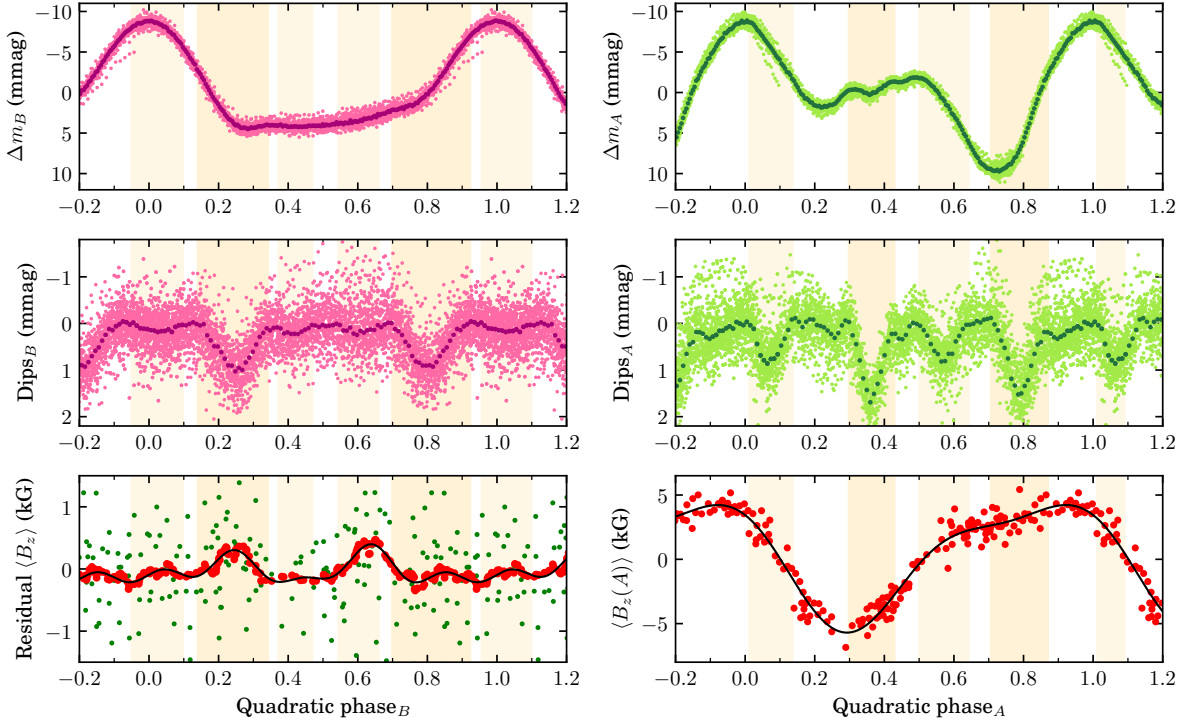 −10
−5
0
5
10
Δm_B (mmag)
−0.2 0.0 0.2 0.4 0.6 0.8 1.0 1.2
−10
−5
0
5
10
Δm_A (mmag)
−0.2 0.0 0.2 0.4 0.6 0.8 1.0 1.2
−1
0
1
2
Dips_B (mmag)
−0.2 0.0 0.2 0.4 0.6 0.8 1.0 1.2
−1
0
1
2
Dips_A (mmag)
−0.2 0.0 0.2 0.4 0.6 0.8 1.0 1.2
1
0
−1
Residual ⟨B_z⟩ (kG)
−0.2 0.0 0.2 0.4 0.6 0.8 1.0 1.2
Quadratic phase_B
5
0
−5
⟨B_z(A)⟩⟩ (kG)
−0.2 0.0 0.2 0.4 0.6 0.8 1.0 1.2
Quadratic phase_A